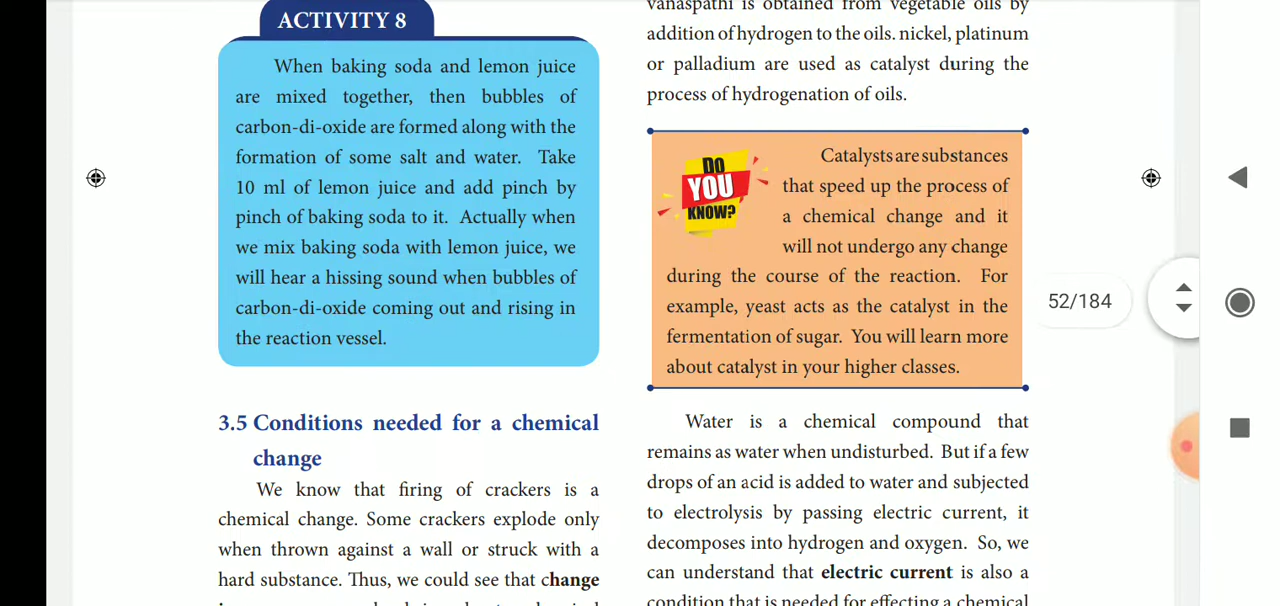 ACTIVITY 8
When baking soda and lemon juice
are mixed together, then bubbles of
carbon-di-oxide are formed along with the
formation of some salt and water. Take
10 ml of lemon juice and add pinch by
pinch of baking soda to it. Actually when
we mix baking soda with lemon juice, we
will hear a hissing sound when bubbles of
carbon-di-oxide coming out and rising in
the reaction vessel.
3.5 Conditions needed for a chemical
change
We know that firing of crackers is a
chemical change. Some crackers explode only
when thrown against a wall or struck with a
hard substance. Thus, we could see that change
vanaspathi is obtained from vegetable oils by
addition of hydrogen to the oils. nickel, platinum
or palladium are used as catalyst during the
process of hydrogenation of oils.
DO
YOU
KNOW?
Catalysts are substances
that speed up the process of
a chemical change and it
will not undergo any change
during the course of the reaction. For
example, yeast acts as the catalyst in the
fermentation of sugar. You will learn more
about catalyst in your higher classes.
Water is a chemical compound that
remains as water when undisturbed. But if a few
drops of an acid is added to water and subjected
to electrolysis by passing electric current, it
decomposes into hydrogen and oxygen. So, we
can understand that electric current is also a
condition that is needed for effecting a chemical
52/184